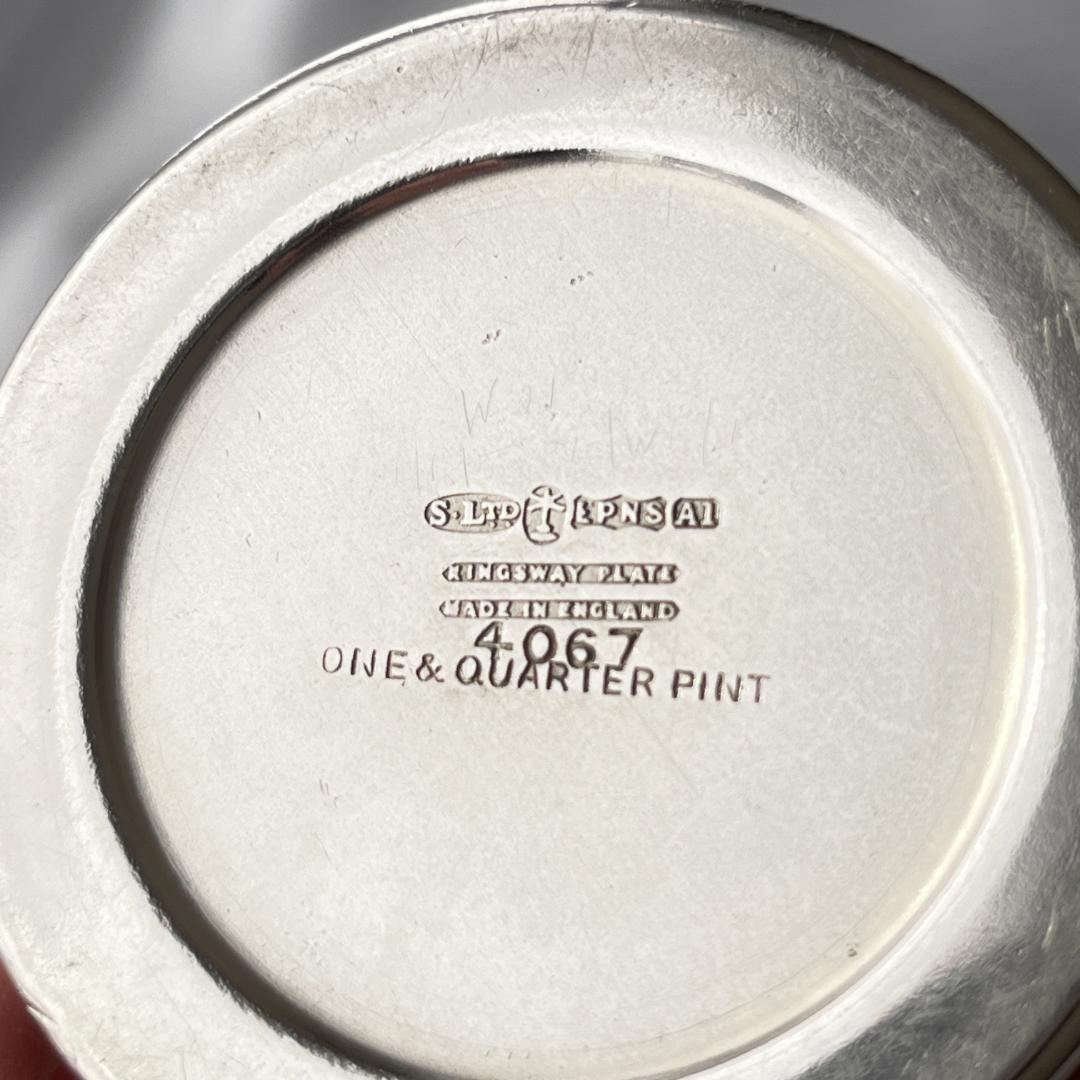 S·LTD EPNS A1
KINGSWAY PLATE
MADE IN ENGLAND
4067
ONE & QUARTER PINT